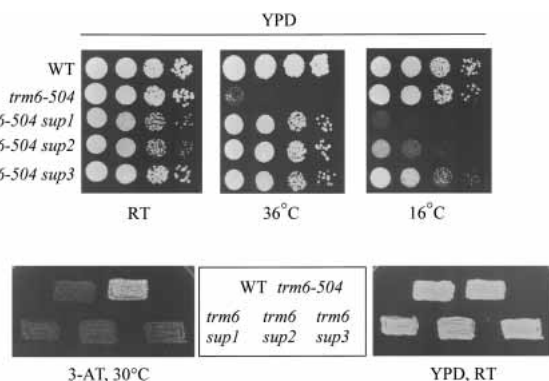 YPD
WT
trm6-504
6-504 sup1
6-504 sup2
6-504 sup3
RT
36°C
16°C
WT trm6-504
trm6 trm6 trm6
sup1 sup2 sup3
3-AT, 30°C
YPD, RT